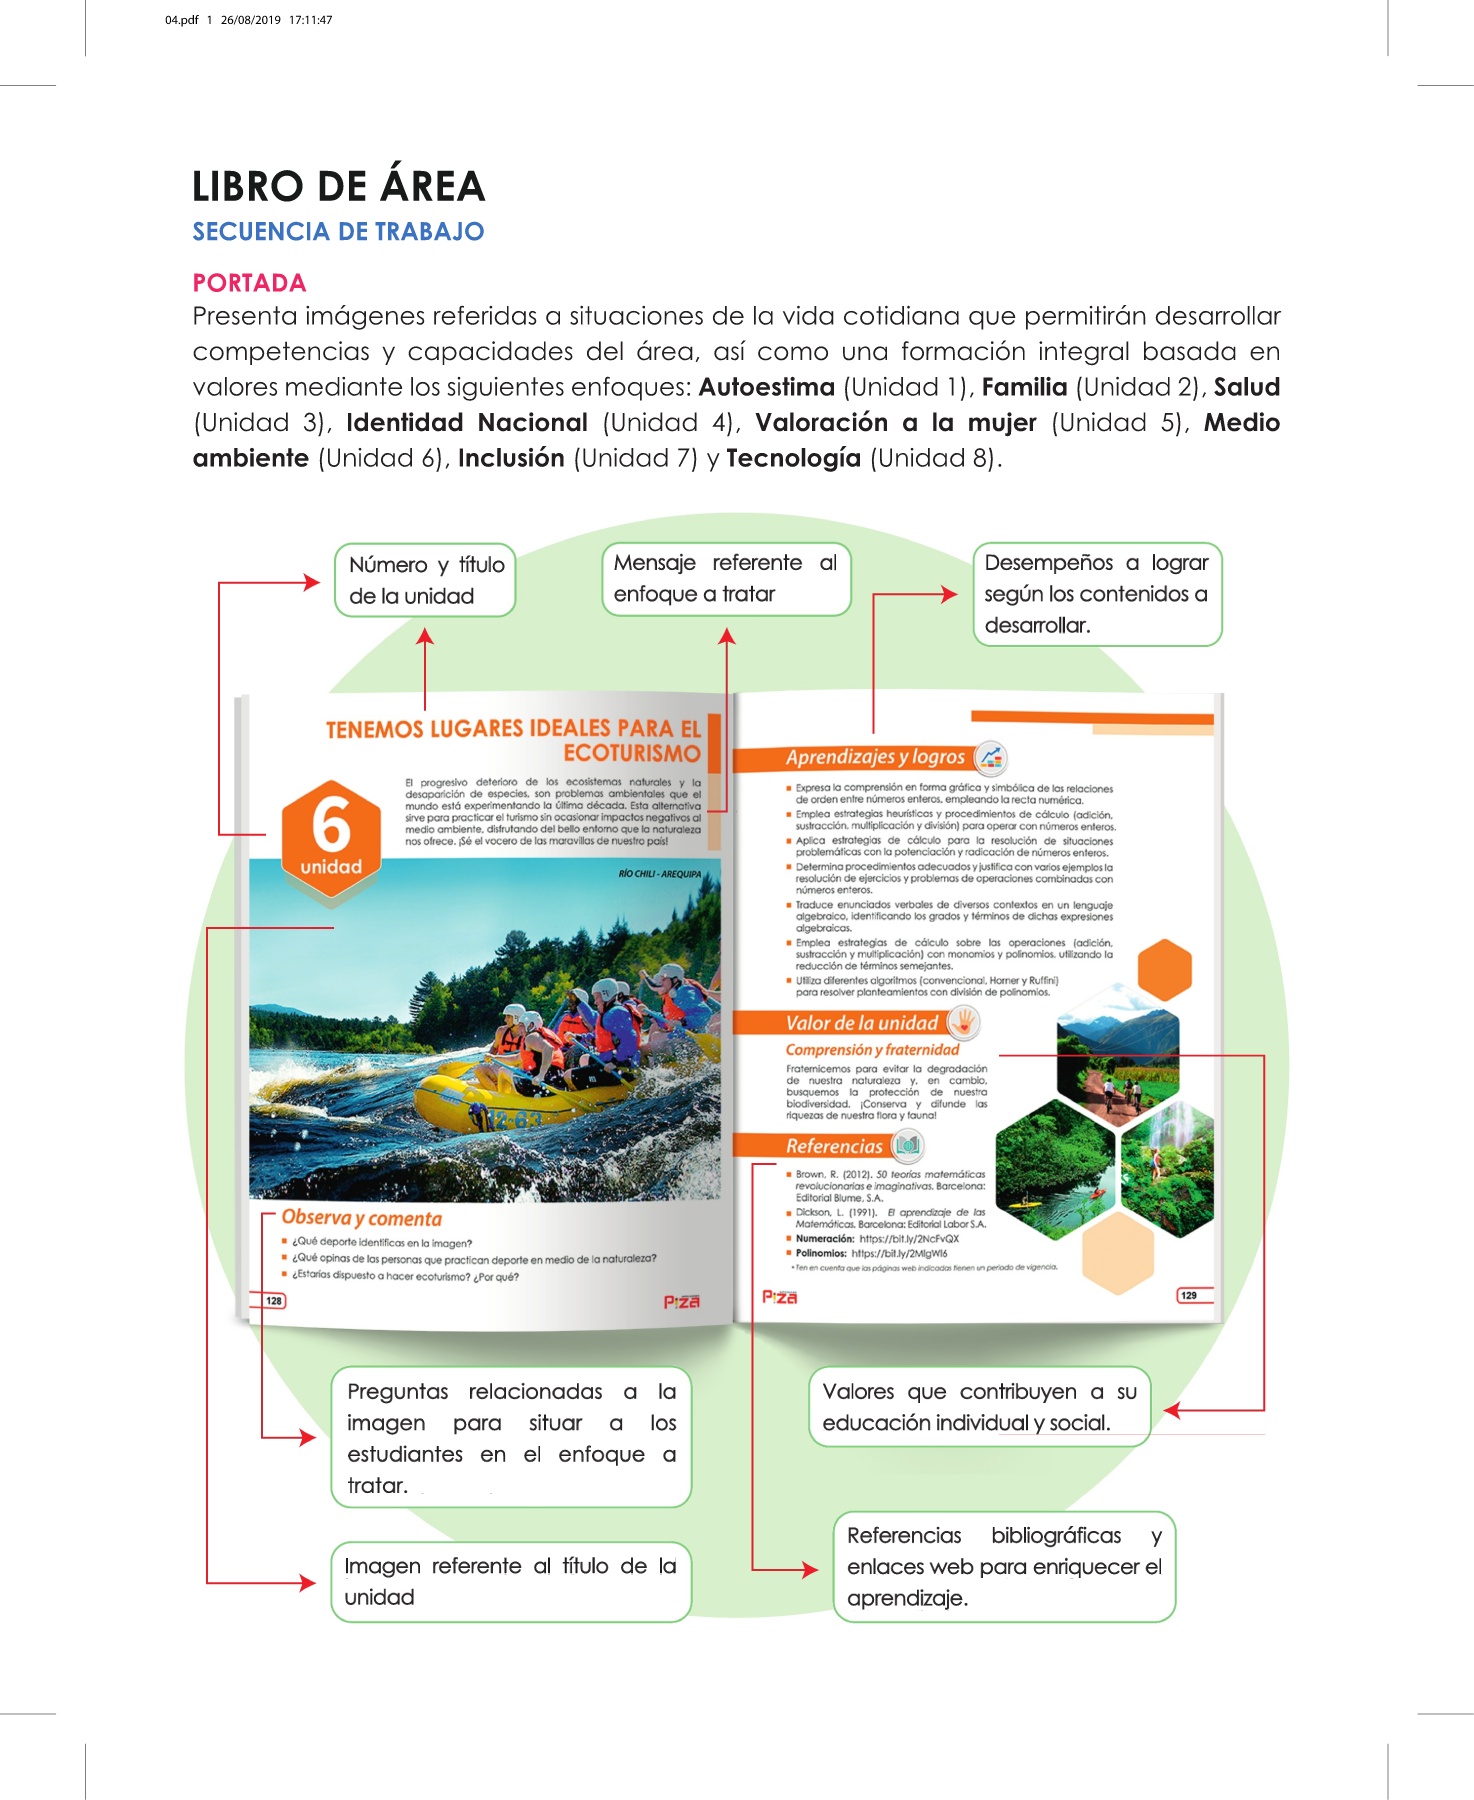 04.pdf 1 26/08/2019 17:11:47
LIBRO DE ÁREA
SECUENCIA DE TRABAJO
PORTADA
Presenta imágenes referidas a situaciones de la vida cotidiana que permitirán desarrollar
competencias y capacidades del área, así como una formación integral basada en
valores mediante los siguientes enfoques: Autoestima (Unidad 1), Familia (Unidad 2), Salud
(Unidad 3), Identidad Nacional (Unidad 4), Valoración a la mujer (Unidad 5), Medio
ambiente (Unidad 6), Inclusión (Unidad 7) y Tecnología (Unidad 8).
Número y título
de la unidad
Mensaje referente al
enfoque a tratar
Desempeños a lograr
según los contenidos a
desarrollar.
TENEMOS LUGARES IDEALES PARA EL
ECOTURISMO
El progresivo deterioro de los ecosistemas naturales y la
desaparición de especies, son problemas ambientales que el
mundo está experimentando la última década. Esta alternativa
sirve para practicar el turismo sin ocasionar impactos negativos al
medio ambiente, disfrutando del bello entorno que la naturaleza
nos ofrece. ¡Sé el vocero de las maravillas de nuestro país!
6
unidad
RÍO CHILI - AREQUIPA
12-63
Observa y comenta
¿Qué deporte identificas en la imagen?
¿Qué opinas de las personas que practican deporte en medio de la naturaleza?
¿Estarías dispuesto a hacer ecoturismo? ¿Por qué?
128
Piza
Aprendizajes y logros
Expresa la comprensión en forma gráfica y simbólica de las relaciones
de orden entre números enteros, empleando la recta numérica.
Emplea estrategias heurísticas y procedimientos de cálculo (adición,
sustracción, multiplicación y división) para operar con números enteros.
Aplica estrategias de cálculo para la resolución de situaciones
problemáticas con la potenciación y radicación de números enteros.
Determina procedimientos adecuados y justifica con varios ejemplos la
resolución de ejercicios y problemas de operaciones combinadas con
números enteros.
Traduce enunciados verbales de diversos contextos en un lenguaje
algebraico, identificando los grados y términos de dichas expresiones
algebraicas.
Emplea estrategias de cálculo sobre las operaciones (adición,
sustracción y multiplicación) con monomios y polinomios, utilizando la
reducción de términos semejantes.
Utiliza diferentes algoritmos (convencional, Horner y Ruffini)
para resolver planteamientos con división de polinomios.
Valor de la unidad
Comprensión y fraternidad
Fraternicemos para evitar la degradación
de nuestra naturaleza y, en cambio,
busquemos la protección de nuestra
biodiversidad. ¡Conserva y difunde las
riquezas de nuestra flora y fauna!
Referencias
Brown, R. (2012). 50 teorías matemáticas
revolucionarias e imaginativas. Barcelona:
Editorial Blume, S.A.
Dickson, L. (1991). El aprendizaje de las
Matemáticas. Barcelona: Editorial Labor S.A.
Numeración: https://bit.ly/2NcFvQX
Polinomios: https://bit.ly/2MlgWI6
* Ten en cuenta que las páginas web indicadas tienen un periodo de vigencia.
Piza
129
Preguntas relacionadas a la
imagen para situar a los
estudiantes en el enfoque a
tratar.
Valores que contribuyen a su
educación individual y social.
Imagen referente al título de la
unidad
Referencias bibliográficas y
enlaces web para enriquecer el
aprendizaje.